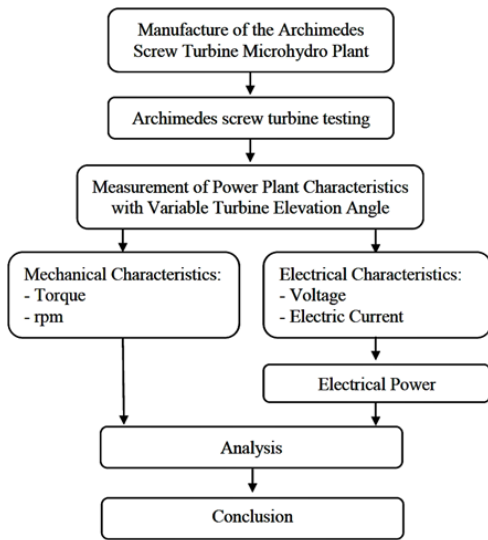 Manufacture of the Archimedes
Screw Turbine Microhydro Plant
Archimedes screw turbine testing
Measurement of Power Plant Characteristics
with Variable Turbine Elevation Angle
Mechanical Characteristics:
- Torque
- rpm
Electrical Characteristics:
- Voltage
- Electric Current
Electrical Power
Analysis
Conclusion